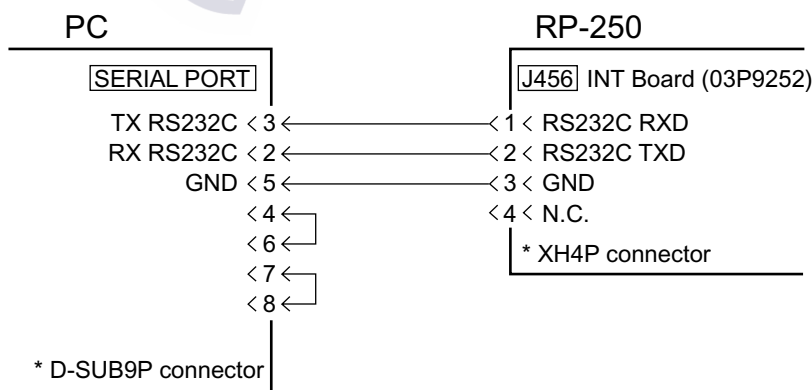 PC RP-250
SERIAL PORT J456 INT Board (03P9252)
TX RS232C < 3 < < 1 < RS232C RXD
RX RS232C < 2 < < 2 < RS232C TXD
GND < 5 < < 3 < GND
< 4 < < 4 < N.C.
< 6 <
* XH4P connector
< 7 <
< 8 <
* D-SUB9P connector